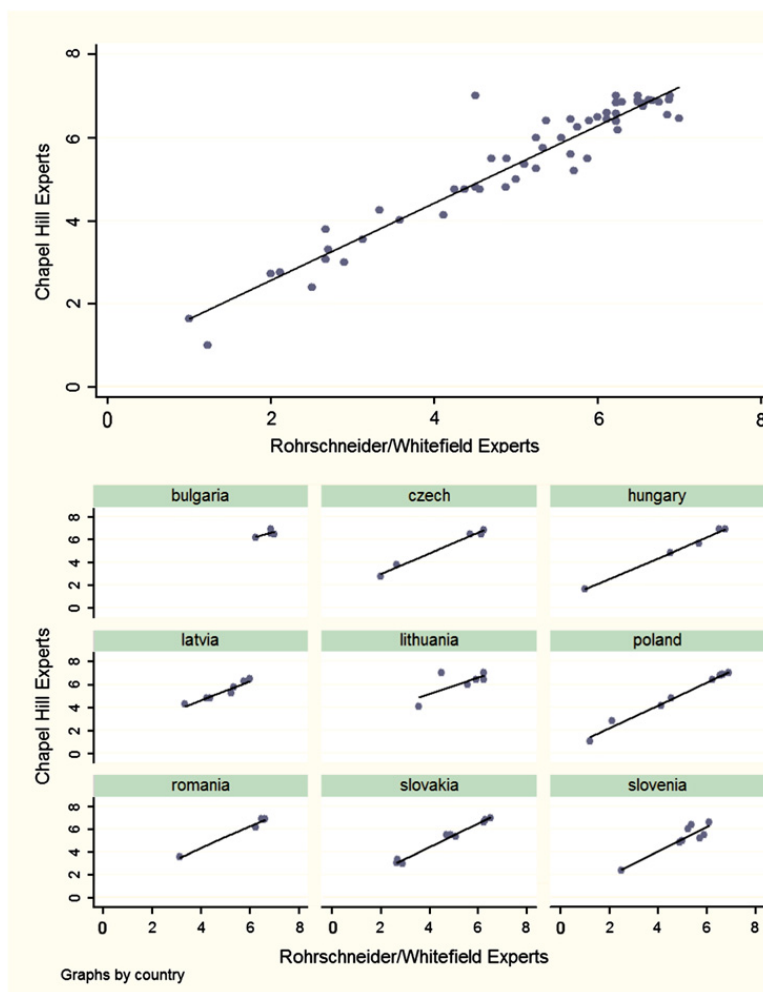 8
6
4
2
0
Chapel Hill Experts
0 2 4 6 8
Rohrschneider/Whitefield Experts
bulgaria czech hungary
8
6
4
2
0
latvia lithuania poland
8
6
4
2
0
Chapel Hill Experts
romania slovakia slovenia
8
6
4
2
0
0 2 4 6 8 0 2 4 6 8 0 2 4 6 8
Rohrschneider/Whitefield Experts
Graphs by country